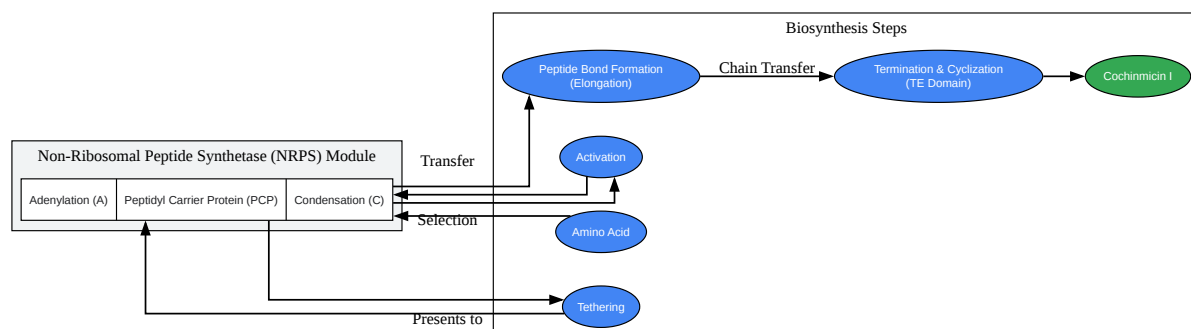 Biosynthesis Steps
Peptide Bond Formation
(Elongation)
Chain Transfer
Termination & Cyclization
(TE Domain)
Cochinmicin I
Non-Ribosomal Peptide Synthetase (NRPS) Module
Transfer
Activation
Adenylation (A)
Peptidyl Carrier Protein (PCP)
Condensation (C)
Selection
Amino Acid
Tethering
Presents to